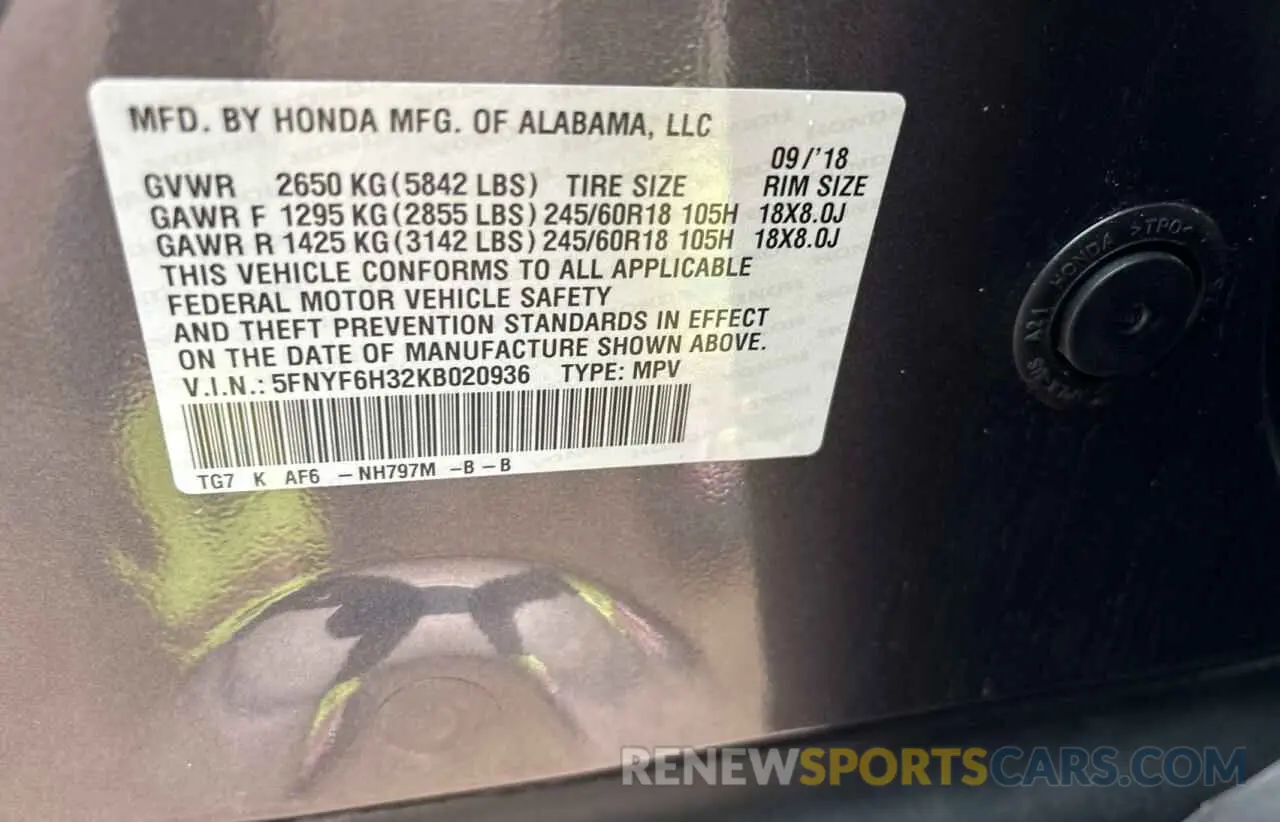 MFD. BY HONDA MFG. OF ALABAMA, LLC
09/'18
GVWR 2650 KG(5842 LBS) TIRE SIZE RIM SIZE
GAWR F 1295 KG(2855 LBS) 245/60R18 105H 18X8.0J
GAWR R 1425 KG(3142 LBS) 245/60R18 105H 18X8.0J
THIS VEHICLE CONFORMS TO ALL APPLICABLE
FEDERAL MOTOR VEHICLE SAFETY
AND THEFT PREVENTION STANDARDS IN EFFECT
ON THE DATE OF MANUFACTURE SHOWN ABOVE.
V.I.N.: 5FNYF6H32KB020936 TYPE: MPV
TG7 K AF6 -NH797M -B-B
A21 HONDA
RENEWSPORTSCARS.COM